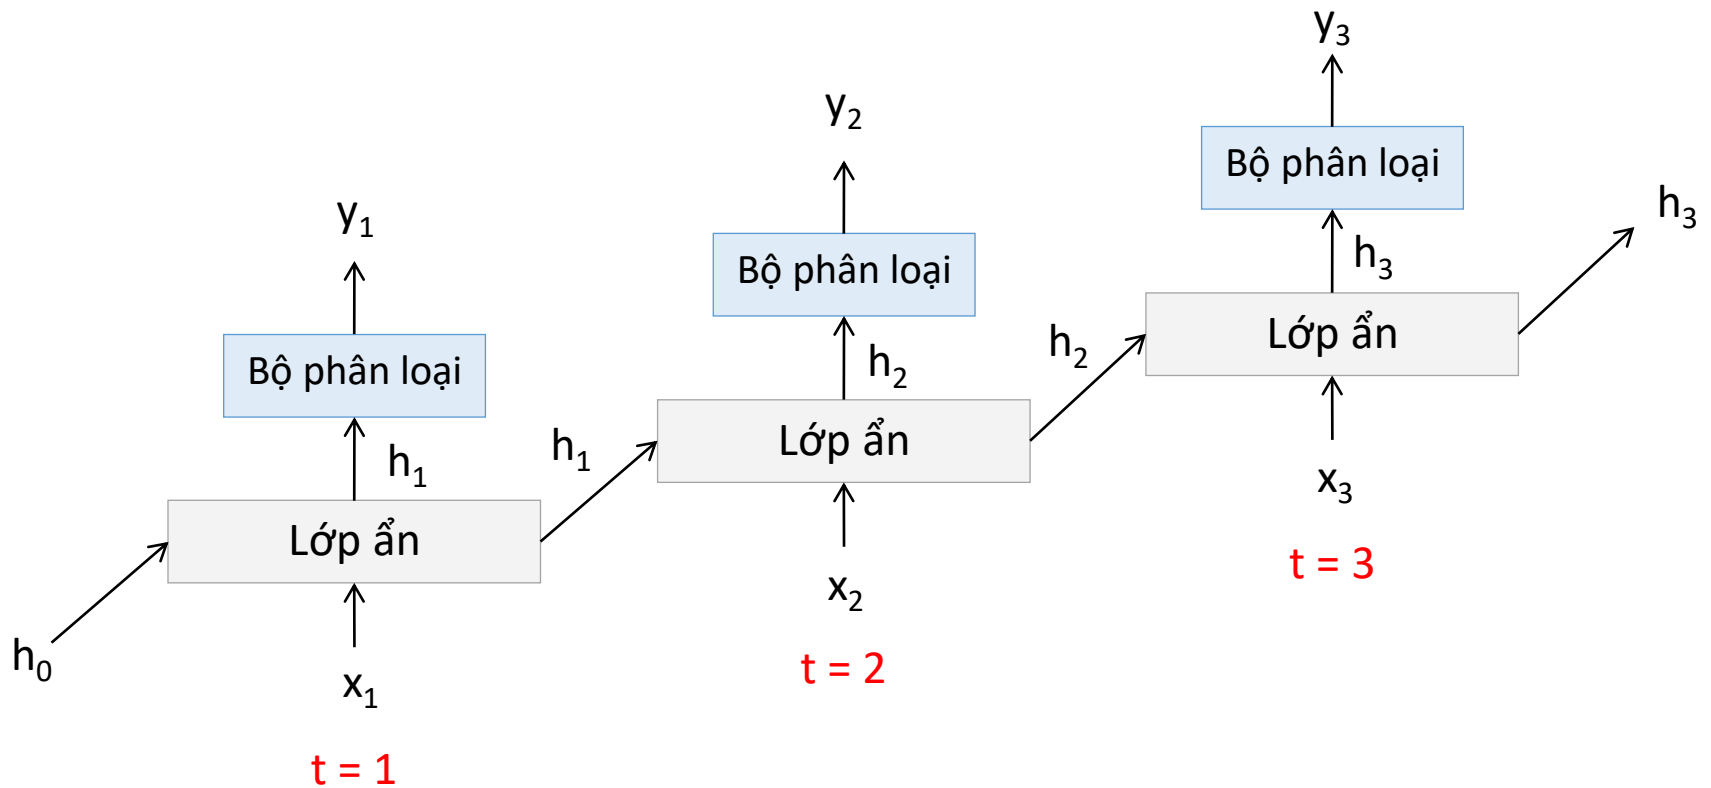 y₃
y₂
Bộ phân loại
h₃
y₁
h₃
Bộ phân loại
Lớp ẩn
h₂
h₂
Bộ phân loại
Lớp ẩn
h₁
h₁
x₃
Lớp ẩn
t = 3
x₂
h₀
t = 2
x₁
t = 1